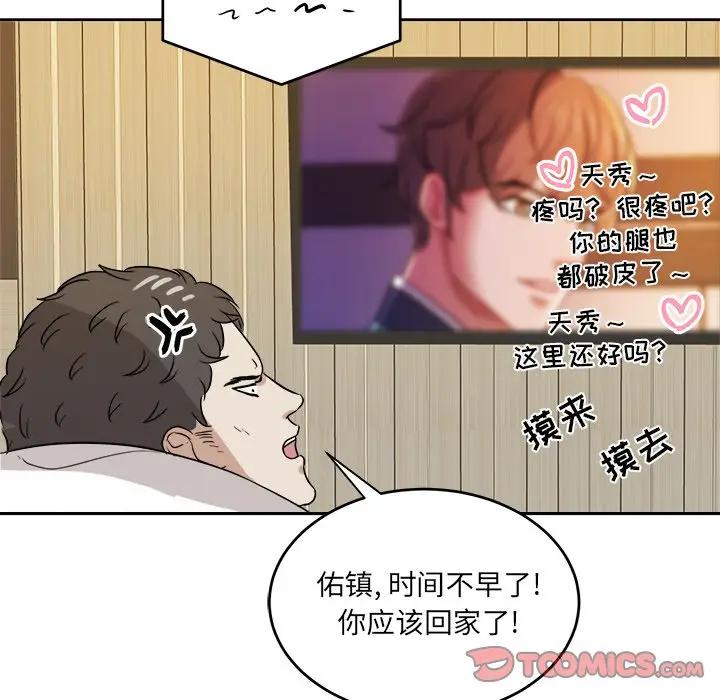 天秀～
疼吗？很疼吧？
你的腿也
都破皮了～
天秀～
这里还好吗？
摸来
摸去
佑镇，时间不早了！
你应该回家了！
TOOMICS.COM